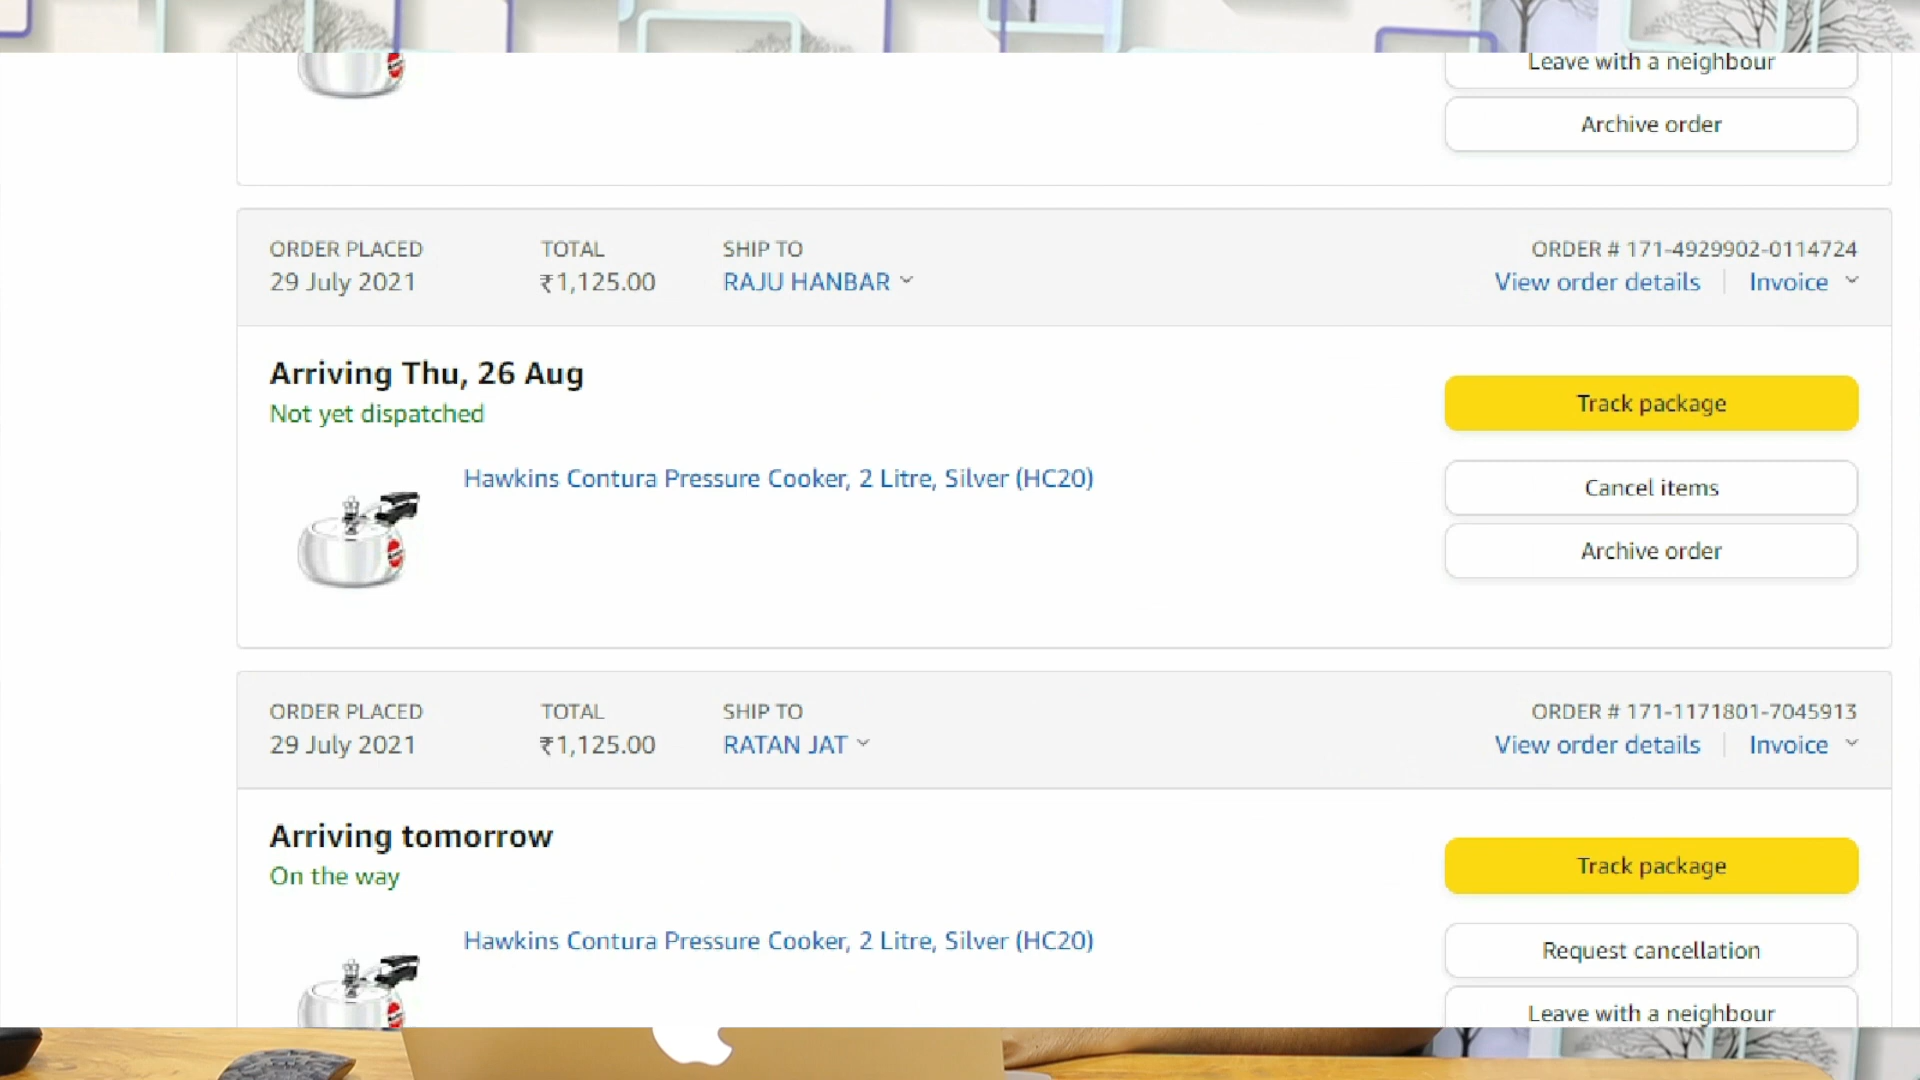 Leave with a neighbour
Archive order
ORDER PLACED
29 July 2021
TOTAL
₹1,125.00
SHIP TO
RAJU HANBAR
ORDER # 171-4929902-0114724
View order details
Invoice
Arriving Thu, 26 Aug
Not yet dispatched
Hawkins Contura Pressure Cooker, 2 Litre, Silver (HC20)
Track package
Cancel items
Archive order
ORDER PLACED
29 July 2021
TOTAL
₹1,125.00
SHIP TO
RATAN JAT
ORDER # 171-1171801-7045913
View order details
Invoice
Arriving tomorrow
On the way
Hawkins Contura Pressure Cooker, 2 Litre, Silver (HC20)
Track package
Request cancellation
Leave with a neighbour